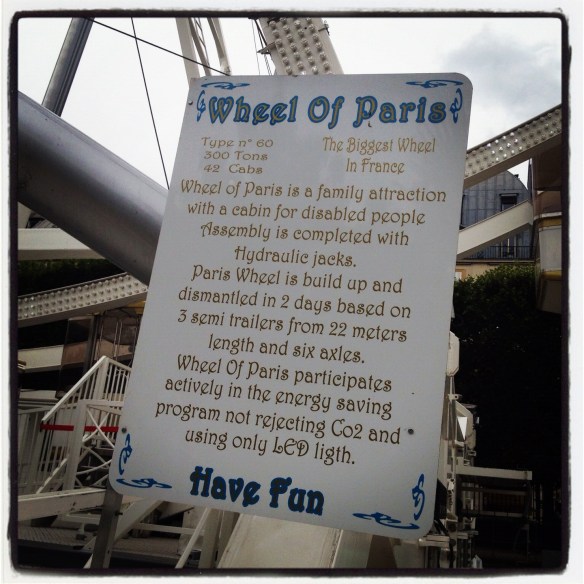 Wheel Of Paris
Type n° 60
300 Tons
42 Cabs
The Biggest Wheel
In France
Wheel of Paris is a family attraction
with a cabin for disabled people
Assembly is completed with
Hydraulic jacks.
Paris Wheel is build up and
dismantled in 2 days based on
3 semi trailers from 22 meters
length and six axles.
Wheel Of Paris participates
actively in the energy saving
program not rejecting Co2 and
using only LED ligth.
Have Fun